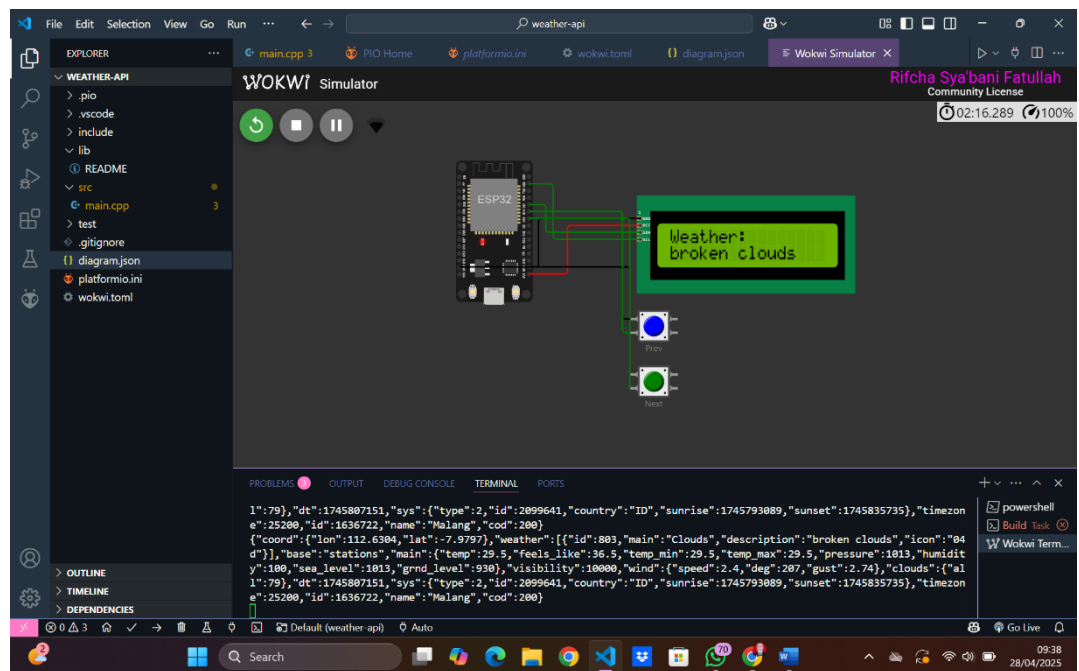 File Edit Selection View Go Run ··· weather-api
EXPLORER ···
WEATHER-API
.pio
.vscode
include
lib
README
src
main.cpp 3
test
.gitignore
diagram.json
platformio.ini
wokwi.toml
OUTLINE
TIMELINE
DEPENDENCIES
main.cpp 3 PIO Home platformio.ini wokwi.toml diagram.json Wokwi Simulator
WOKWI Simulator
Rifcha Sya'bani Fatullah
Community License
02:16.289 100%
ESP32
Weather:
broken clouds
Prev
Next
PROBLEMS 3 OUTPUT DEBUG CONSOLE TERMINAL PORTS
l":79},"dt":1745807151,"sys":{"type":2,"id":2099641,"country":"ID","sunrise":1745793089,"sunset":1745835735},"timezon
e":25200,"id":1636722,"name":"Malang","cod":200}
{"coord":{"lon":112.6304,"lat":-7.9797},"weather":[{"id":803,"main":"Clouds","description":"broken clouds","icon":"04
d"}],"base":"stations","main":{"temp":29.5,"feels_like":36.5,"temp_min":29.5,"temp_max":29.5,"pressure":1013,"humidit
y":100,"sea_level":1013,"grnd_level":930},"visibility":10000,"wind":{"speed":2.4,"deg":207,"gust":2.74},"clouds":{"al
l":79},"dt":1745807151,"sys":{"type":2,"id":2099641,"country":"ID","sunrise":1745793089,"sunset":1745835735},"timezon
e":25200,"id":1636722,"name":"Malang","cod":200}
powershell
Build Task
Wokwi Term...
0 3 Default (weather-api) Auto Go Live
2 Search 70 09:38
28/04/2025